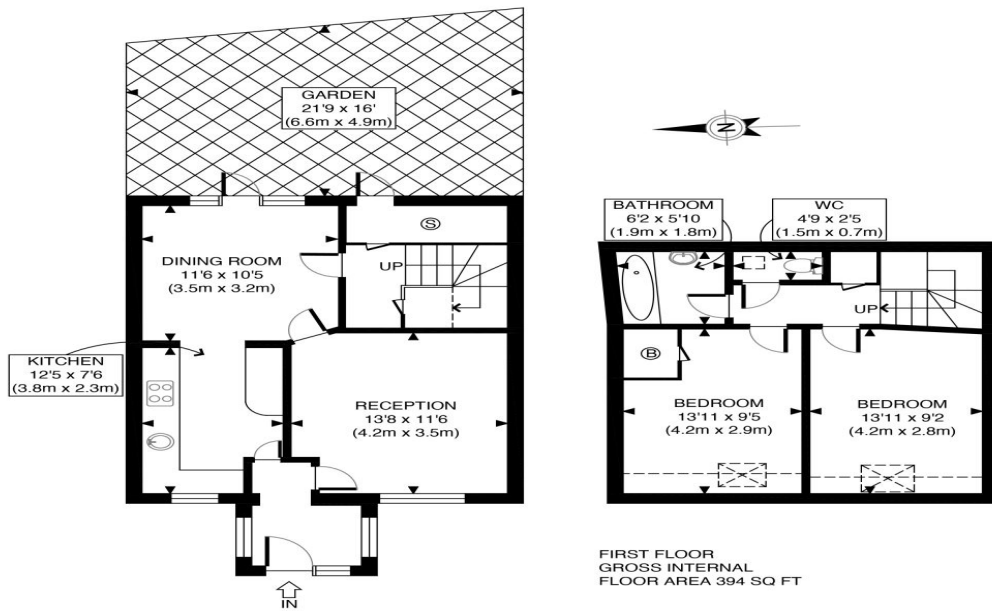 GARDEN
21'9 x 16'
(6.6m x 4.9m)
N
BATHROOM
6'2 x 5'10
(1.9m x 1.8m)
WC
4'9 x 2'5
(1.5m x 0.7m)
S
DINING ROOM
11'6 x 10'5
(3.5m x 3.2m)
UP
UP
KITCHEN
12'5 x 7'6
(3.8m x 2.3m)
B
RECEPTION
13'8 x 11'6
(4.2m x 3.5m)
BEDROOM
13'11 x 9'5
(4.2m x 2.9m)
BEDROOM
13'11 x 9'2
(4.2m x 2.8m)
IN
FIRST FLOOR
GROSS INTERNAL
FLOOR AREA 394 SQ FT